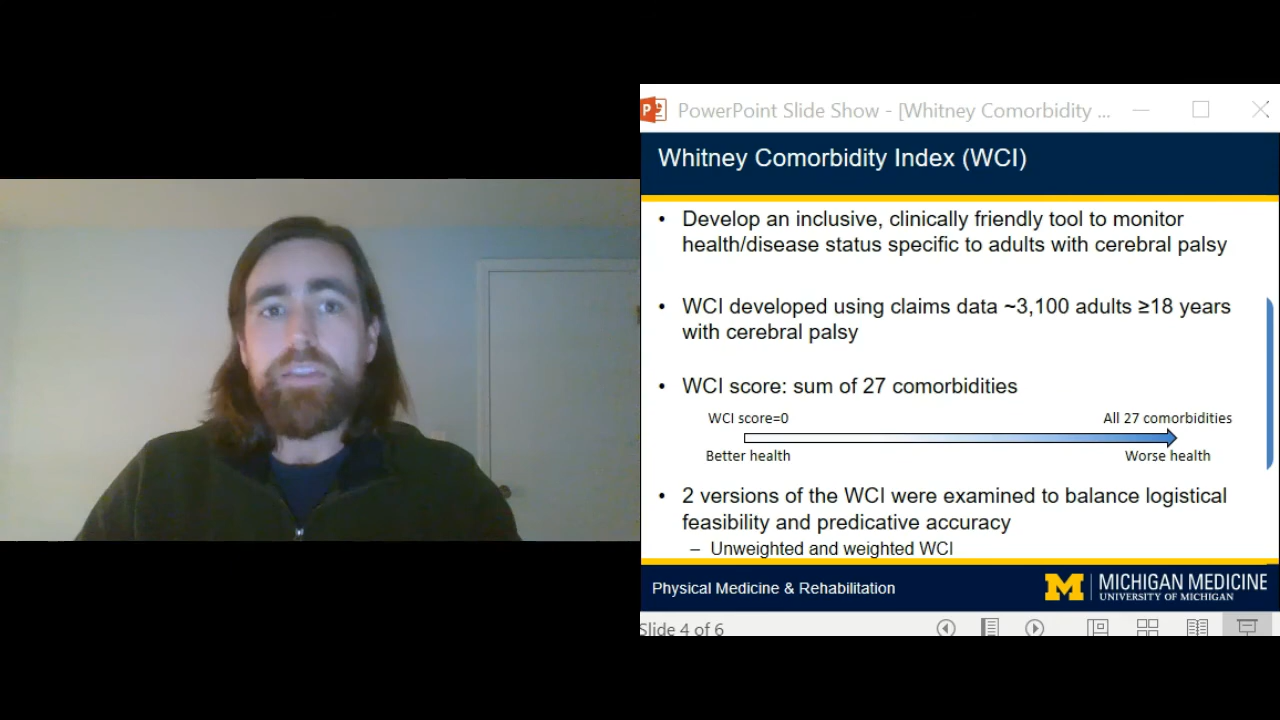 PowerPoint Slide Show - [Whitney Comorbidity ...
Whitney Comorbidity Index (WCI)
• Develop an inclusive, clinically friendly tool to monitor
health/disease status specific to adults with cerebral palsy
• WCI developed using claims data ~3,100 adults ≥18 years
with cerebral palsy
• WCI score: sum of 27 comorbidities
WCI score=0
All 27 comorbidities
Better health
Worse health
• 2 versions of the WCI were examined to balance logistical
feasibility and predicative accuracy
– Unweighted and weighted WCI
Physical Medicine & Rehabilitation
M
MICHIGAN MEDICINE
UNIVERSITY OF MICHIGAN
Slide 4 of 6